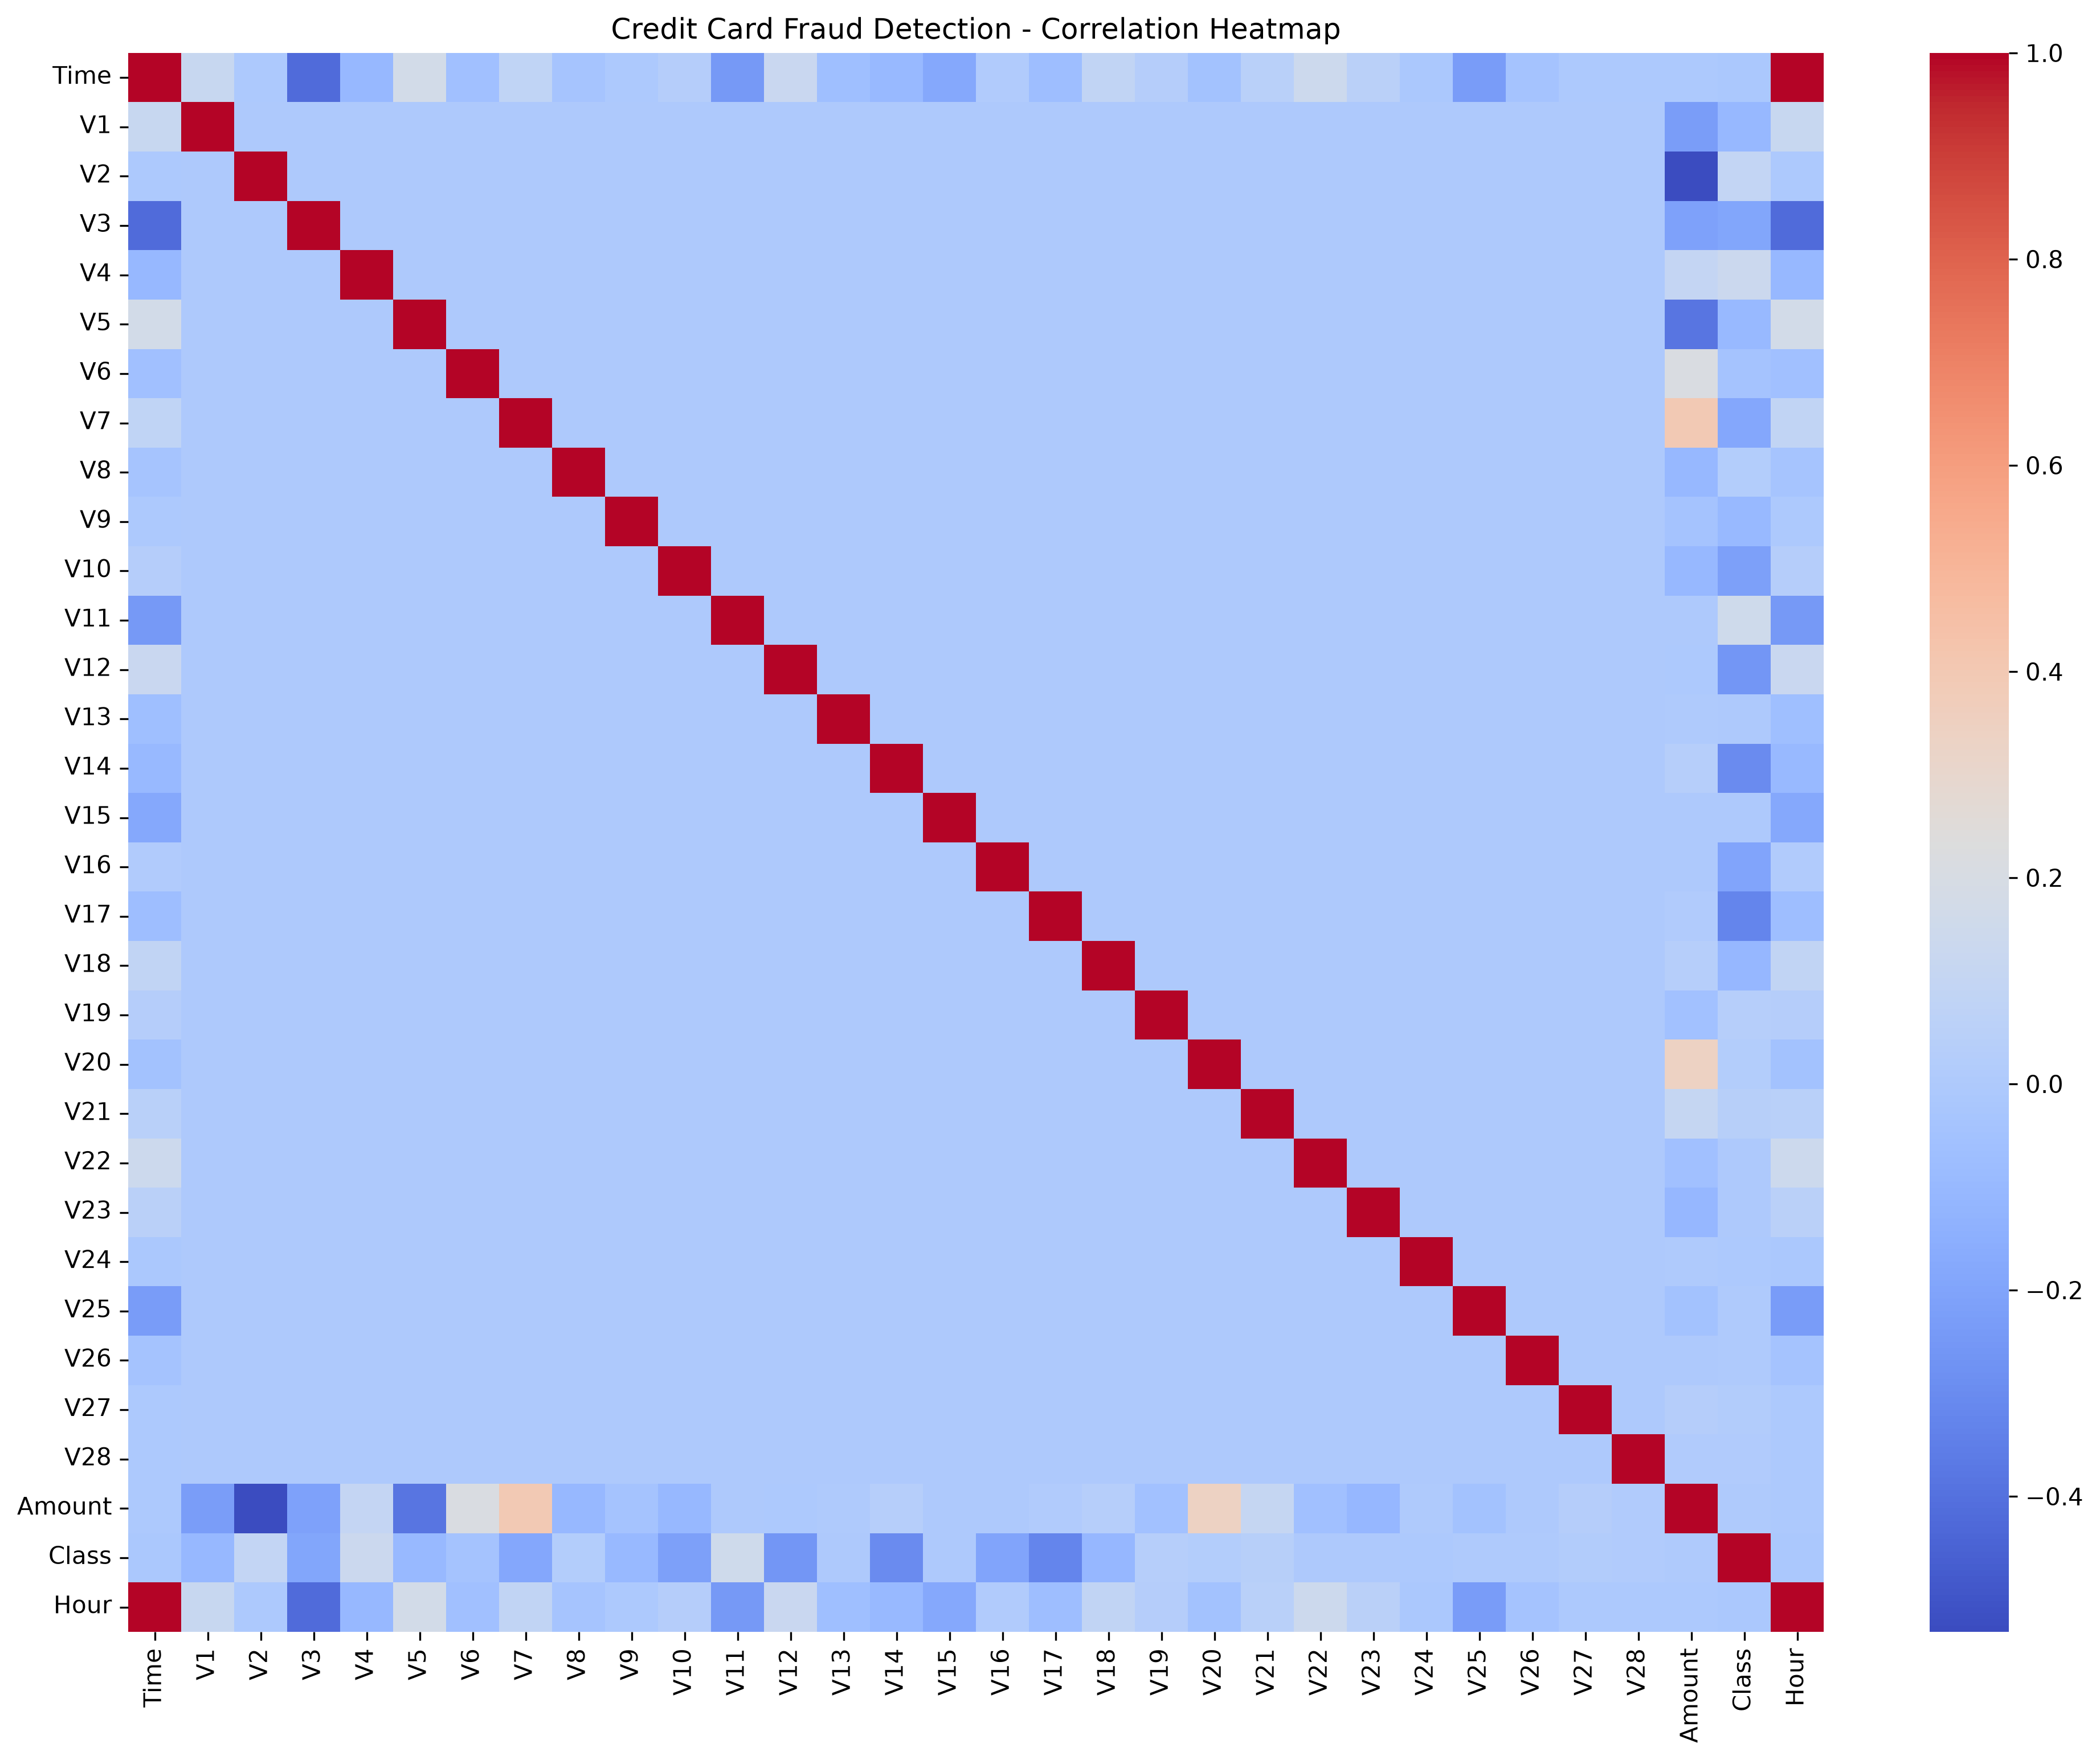 Credit Card Fraud Detection - Correlation Heatmap
Time
V1
V2
V3
V4
V5
V6
V7
V8
V9
V10
V11
V12
V13
V14
V15
V16
V17
V18
V19
V20
V21
V22
V23
V24
V25
V26
V27
V28
Amount
Class
Hour
Time V1 V2 V3 V4 V5 V6 V7 V8 V9 V10 V11 V12 V13 V14 V15 V16 V17 V18 V19 V20 V21 V22 V23 V24 V25 V26 V27 V28 Amount Class Hour
1.0
0.8
0.6
0.4
0.2
0.0
−0.2
−0.4